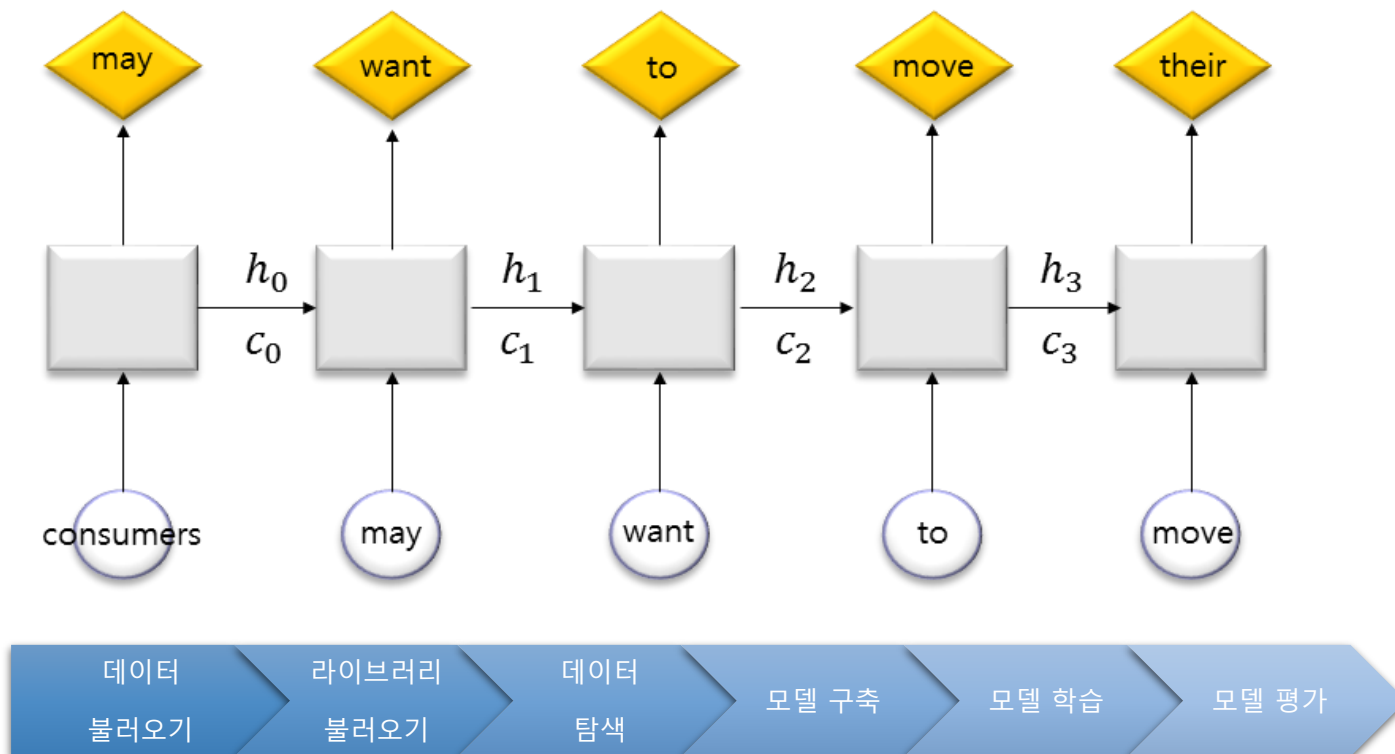 may want to move their
h₀ h₁ h₂ h₃
c₀ c₁ c₂ c₃
consumers may want to move
데이터
불러오기
라이브러리
불러오기
데이터
탐색
모델 구축
모델 학습
모델 평가